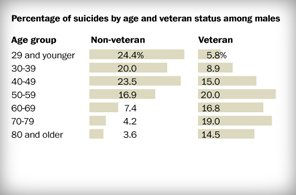 Percentage of suicides by age and veteran status among males
Age group Non-veteran Veteran
29 and younger 24.4% 5.8%
30-39 20.0 8.9
40-49 23.5 15.0
50-59 16.9 20.0
60-69 7.4 16.8
70-79 4.2 19.0
80 and older 3.6 14.5